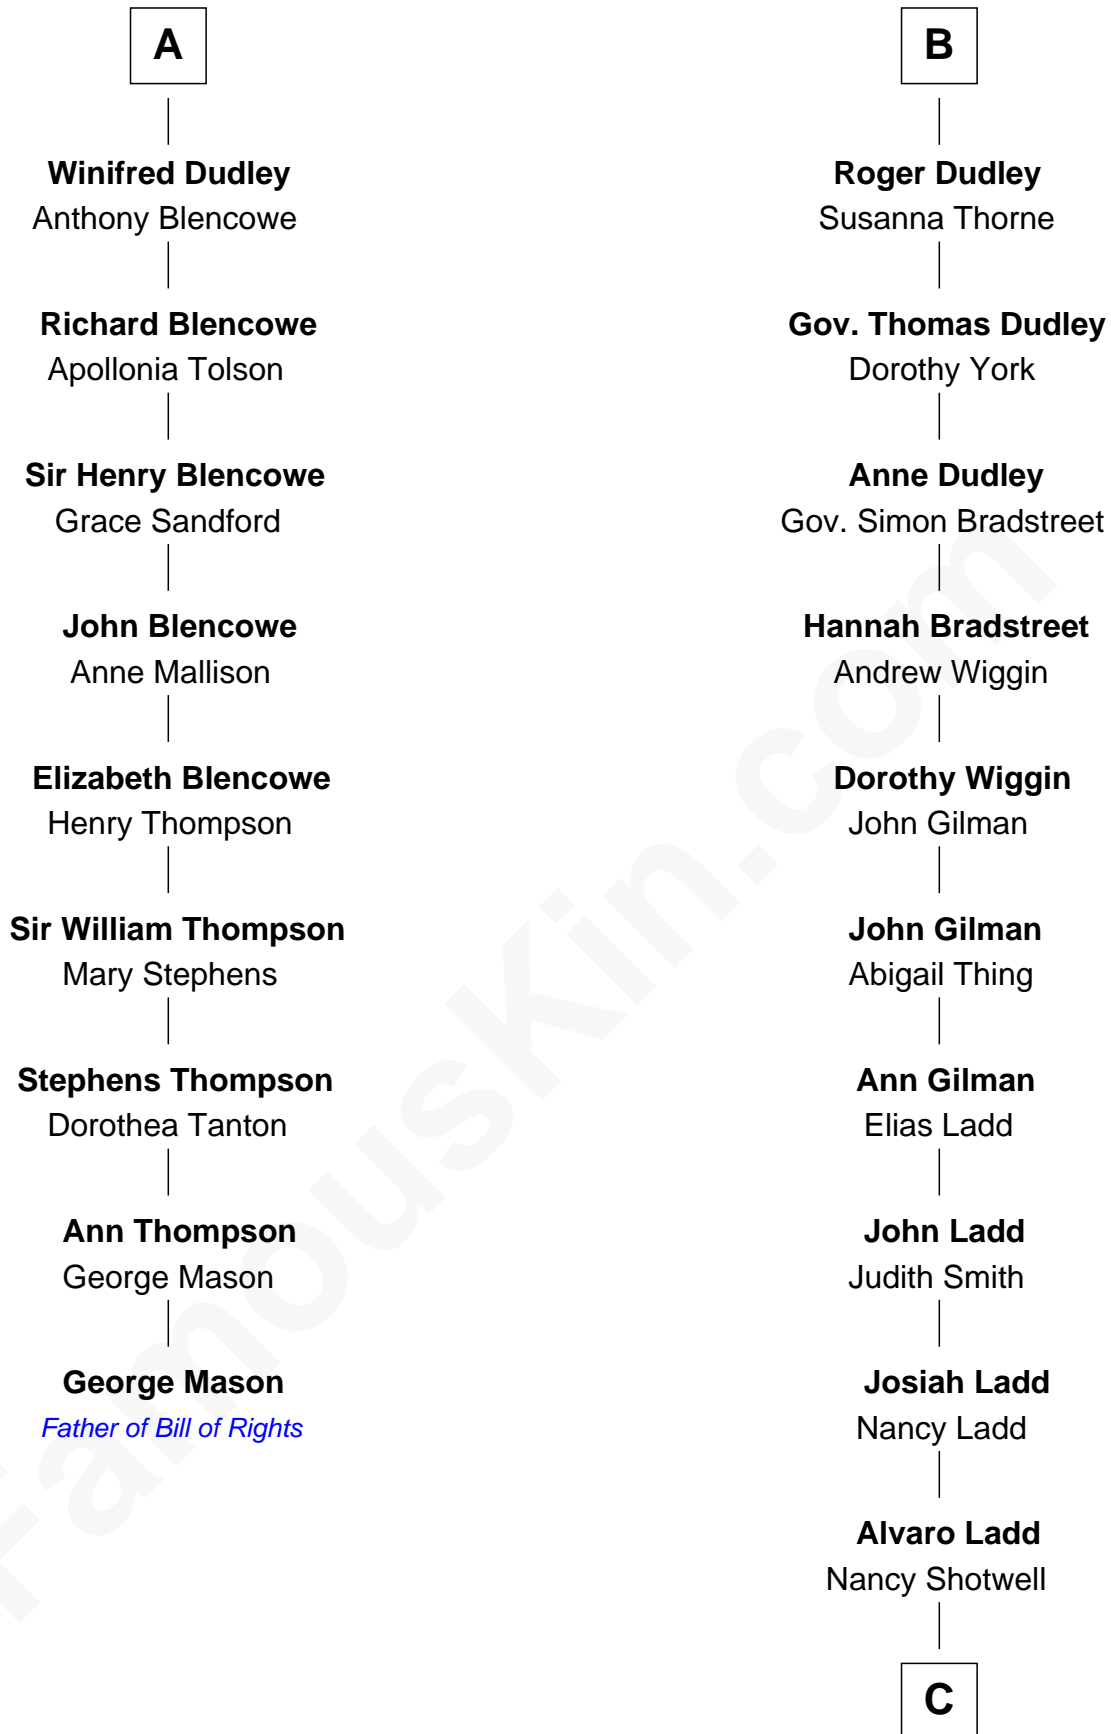 A
Winifred Dudley
Anthony Blencowe
Richard Blencowe
Apollonia Tolson
Sir Henry Blencowe
Grace Sandford
John Blencowe
Anne Mallison
Elizabeth Blencowe
Henry Thompson
Sir William Thompson
Mary Stephens
Stephens Thompson
Dorothea Tanton
Ann Thompson
George Mason
George Mason
Father of Bill of Rights
B
Roger Dudley
Susanna Thorne
Gov. Thomas Dudley
Dorothy York
Anne Dudley
Gov. Simon Bradstreet
Hannah Bradstreet
Andrew Wiggin
Dorothy Wiggin
John Gilman
John Gilman
Abigail Thing
Ann Gilman
Elias Ladd
John Ladd
Judith Smith
Josiah Ladd
Nancy Ladd
Alvaro Ladd
Nancy Shotwell
C
FamousKin.com